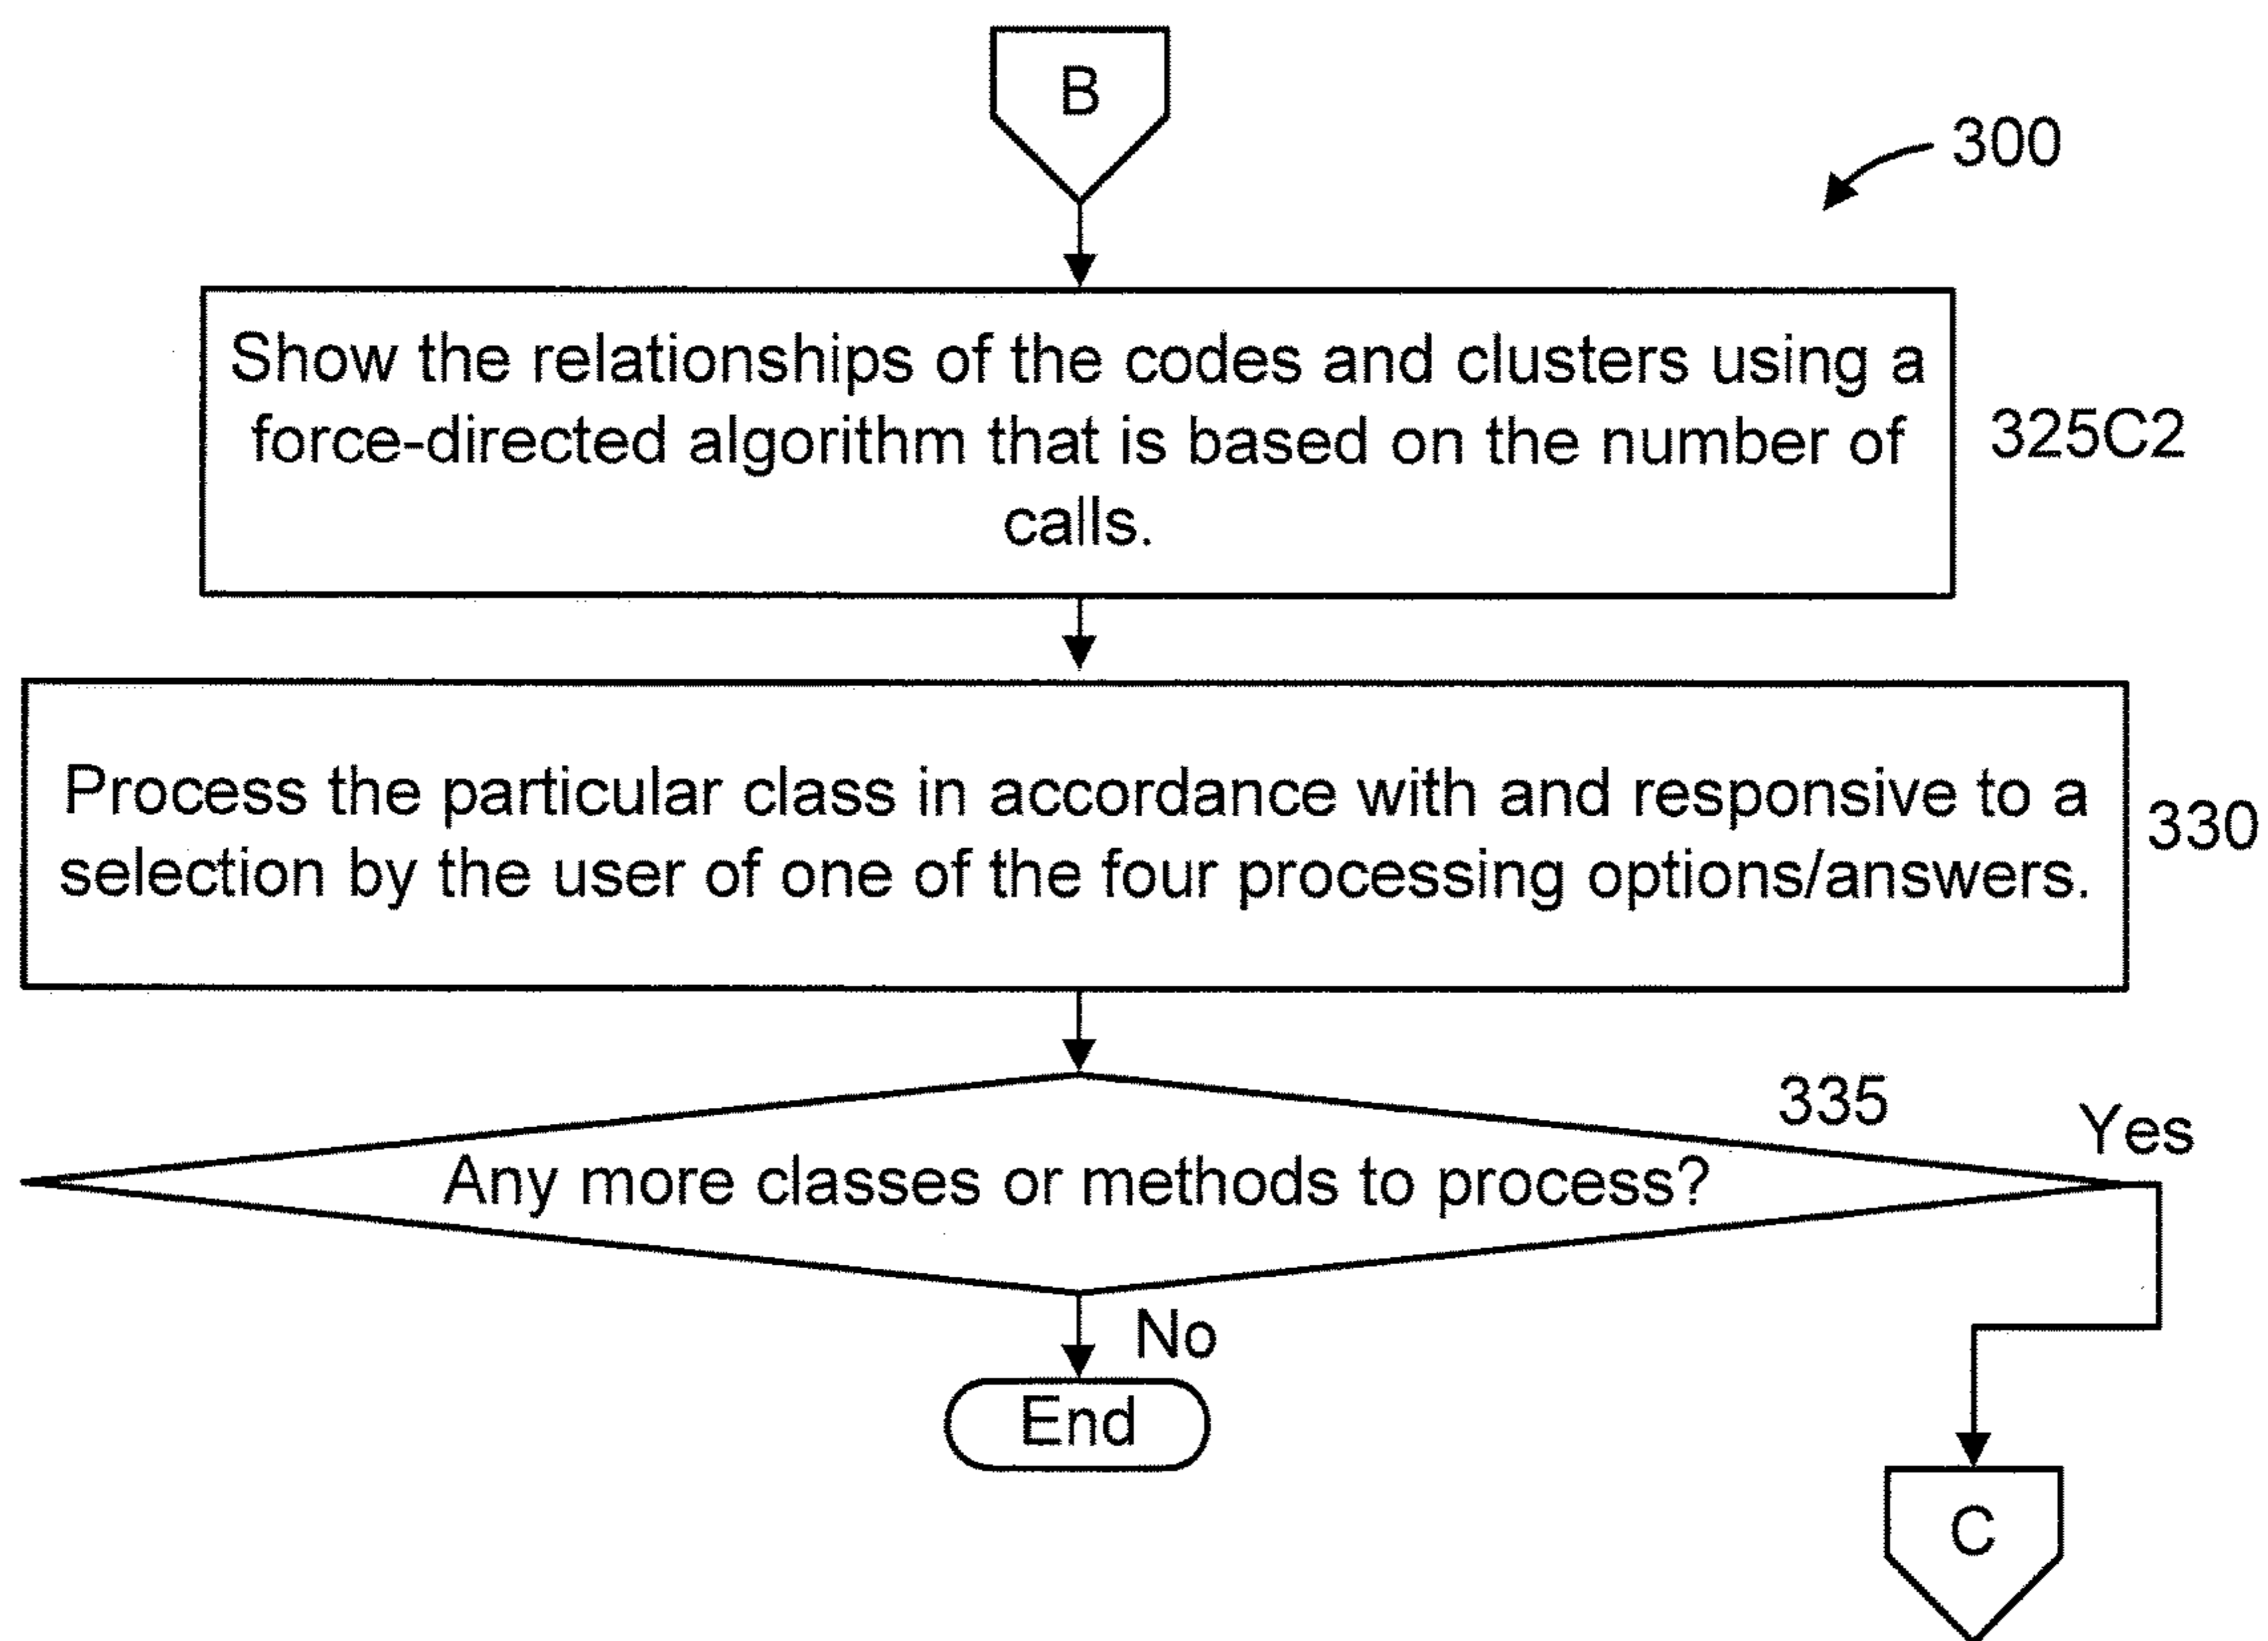 B
300
Show the relationships of the codes and clusters using a
force-directed algorithm that is based on the number of
calls.
325C2
Process the particular class in accordance with and responsive to a
selection by the user of one of the four processing options/answers.
330
335
Yes
Any more classes or methods to process?
No
End
C